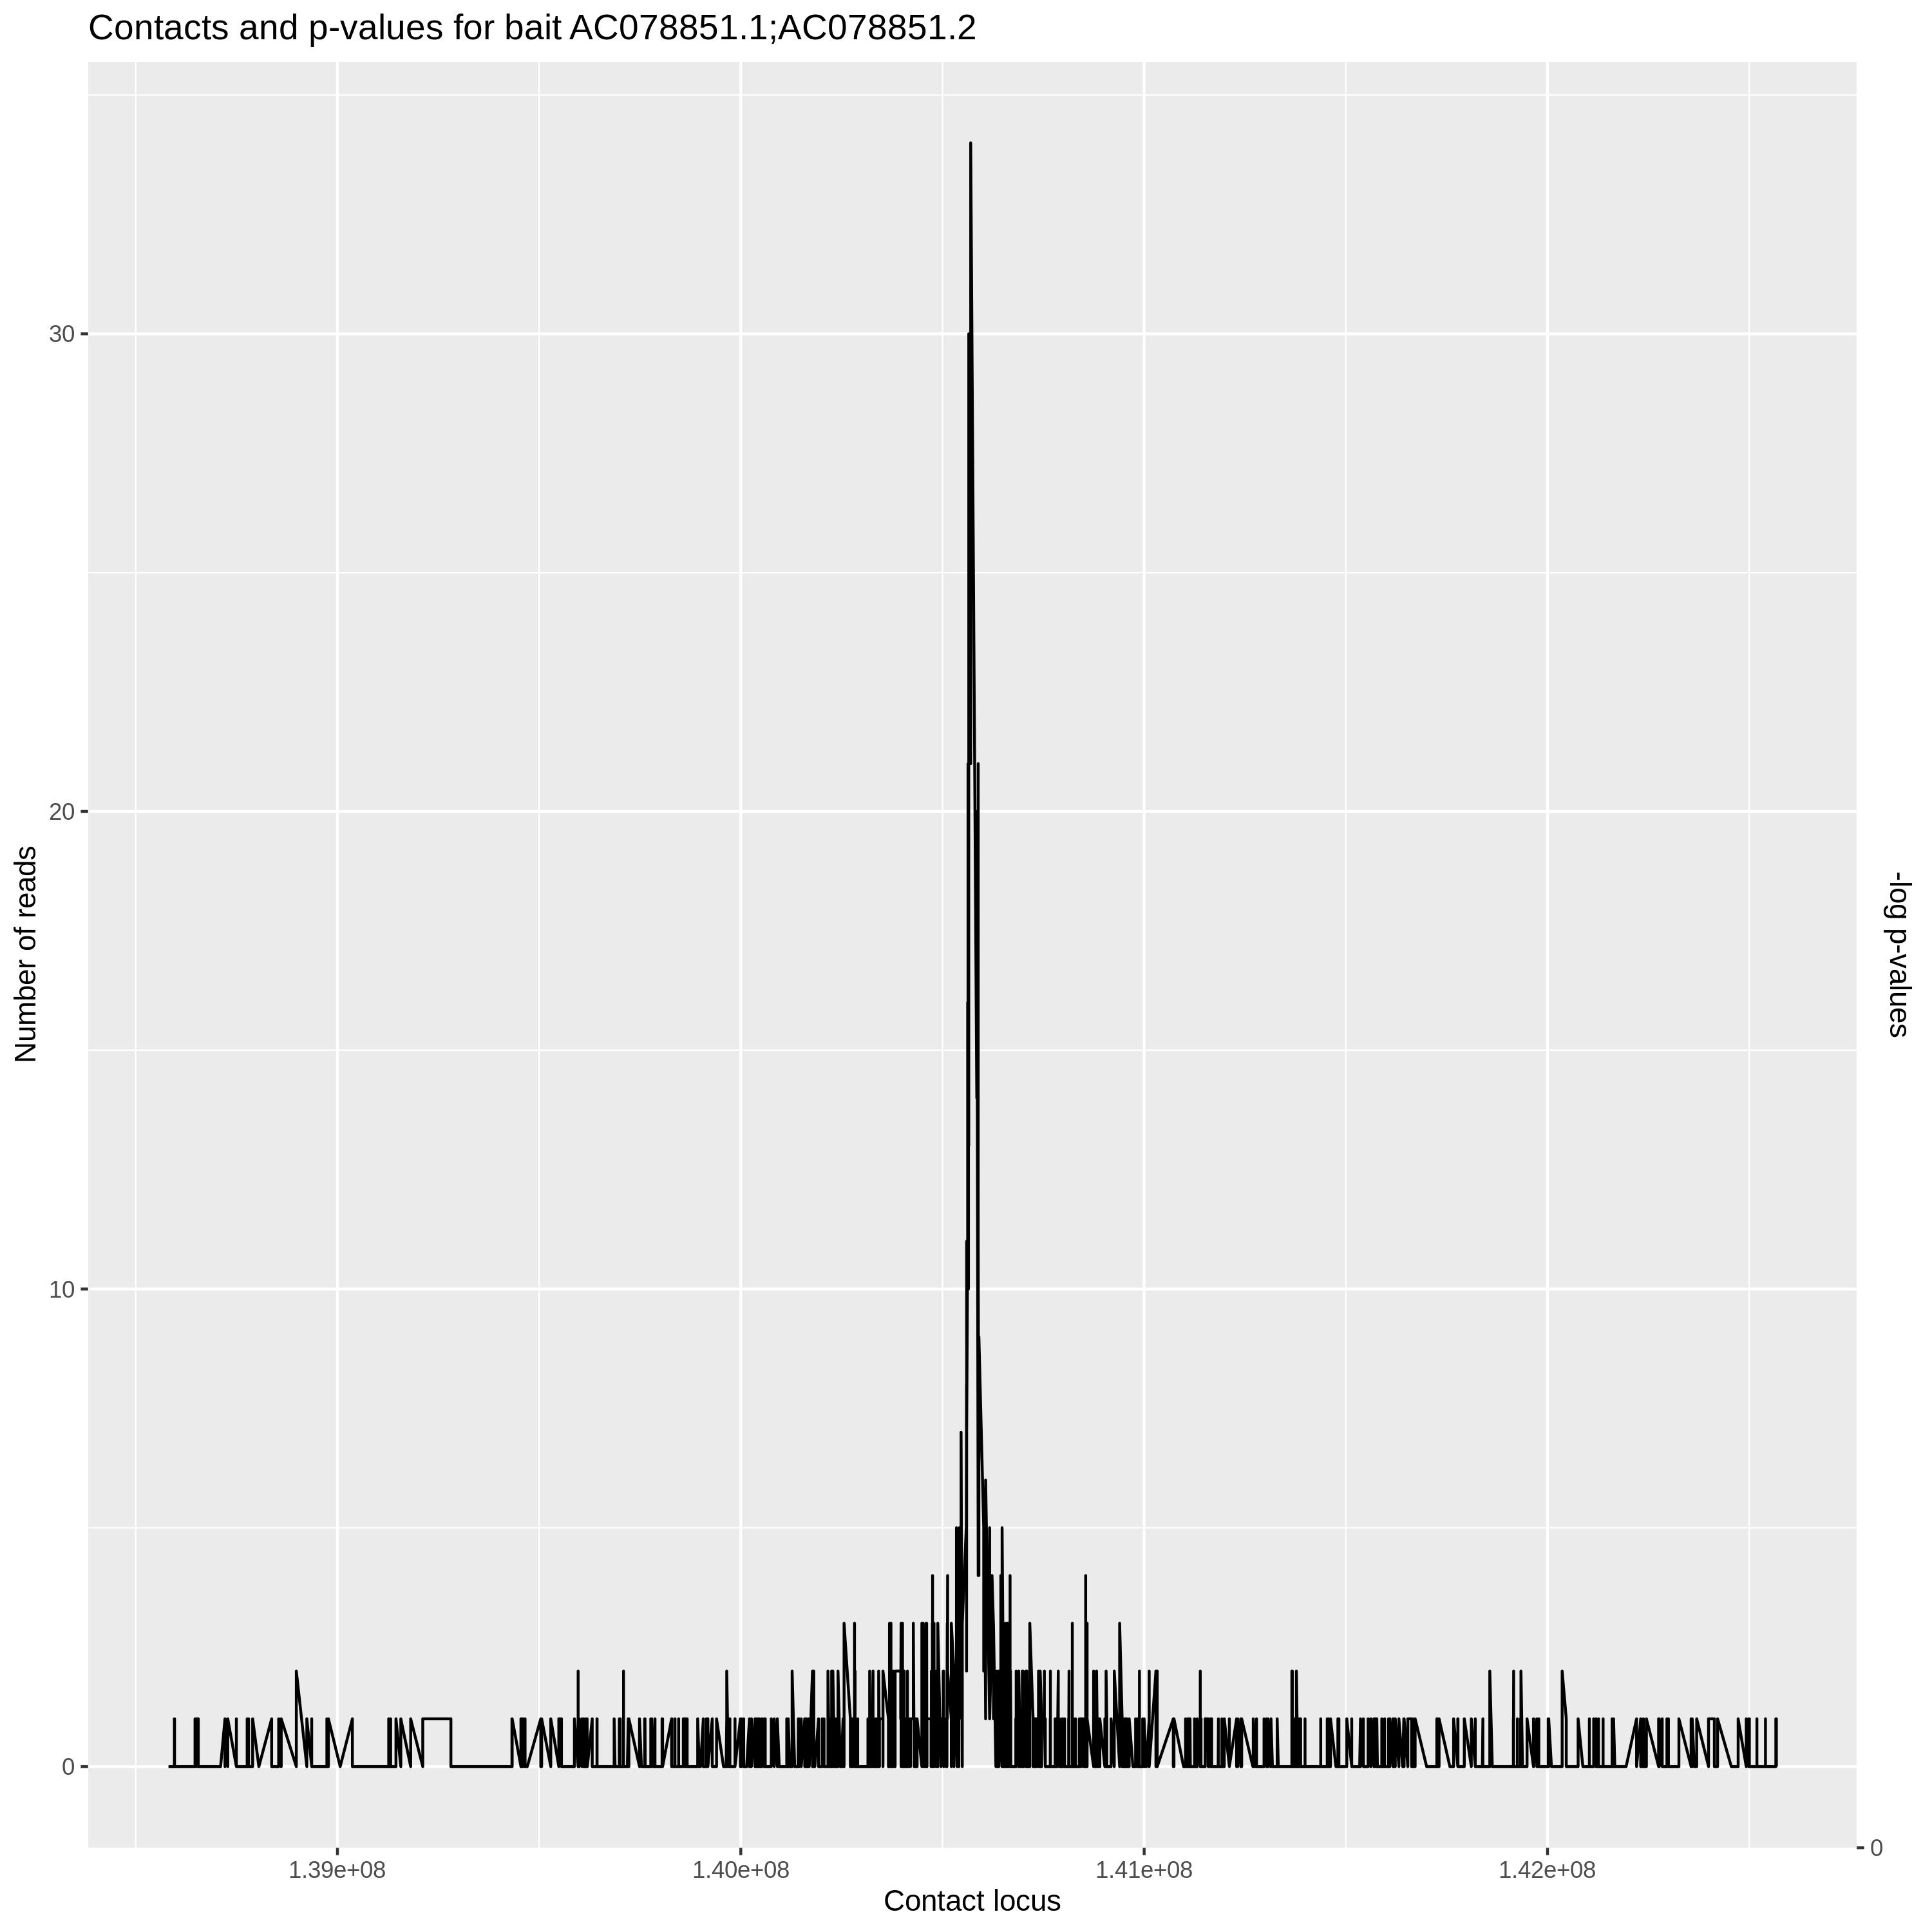 Contacts and p-values for bait AC078851.1;AC078851.2
30
20
10
0
Number of reads
-log p-values
0
1.39e+08
1.40e+08
1.41e+08
1.42e+08
Contact locus